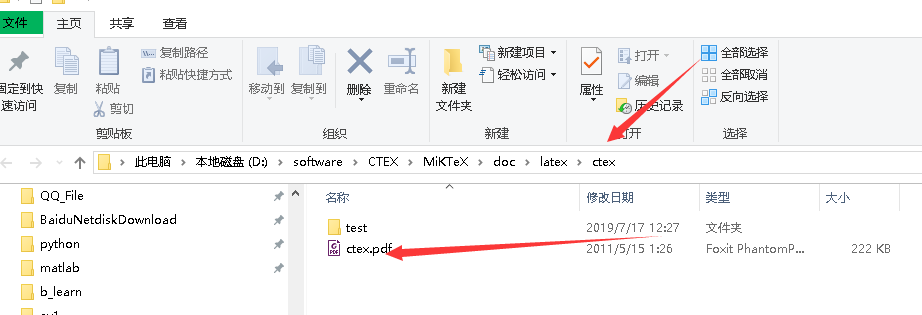 文件 主页 共享 查看
复制 粘贴 复制路径 粘贴快捷方式 剪切
移动到 复制到 删除 重命名
新建文件夹 新建项目 轻松访问
属性 打开 编辑 历史记录
全部选择 全部取消 反向选择
速访问
剪贴板 组织 新建 选择
此电脑 本地磁盘 (D:) software CTEX MiKTeX doc latex ctex
名称 修改日期 类型 大小
QQ_File
BaiduNetdiskDownload
python
matlab
b_learn
test 2019/7/17 12:27 文件夹
ctex.pdf 2011/5/15 1:26 Foxit PhantomP... 222 KB